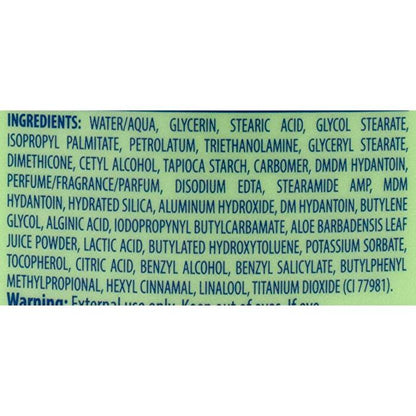 INGREDIENTS: WATER/AQUA, GLYCERIN, STEARIC ACID, GLYCOL STEARATE,
ISOPROPYL PALMITATE, PETROLATUM, TRIETHANOLAMINE, GLYCERYL STEARATE,
DIMETHICONE, CETYL ALCOHOL, TAPIOCA STARCH, CARBOMER, DMDM HYDANTOIN,
PERFUME/FRAGRANCE/PARFUM, DISODIUM EDTA, STEARAMIDE AMP, MDM
HYDANTOIN, HYDRATED SILICA, ALUMINUM HYDROXIDE, DM HYDANTOIN, BUTYLENE
GLYCOL, ALGINIC ACID, IODOPROPYNYL BUTYLCARBAMATE, ALOE BARBADENSIS LEAF
JUICE POWDER, LACTIC ACID, BUTYLATED HYDROXYTOLUENE, POTASSIUM SORBATE,
TOCOPHEROL, CITRIC ACID, BENZYL ALCOHOL, BENZYL SALICYLATE, BUTYLPHENYL
METHYLPROPIONAL, HEXYL CINNAMAL, LINALOOL, TITANIUM DIOXIDE (CI 77981).
Warning: External use only. Keep out of eyes. If eye